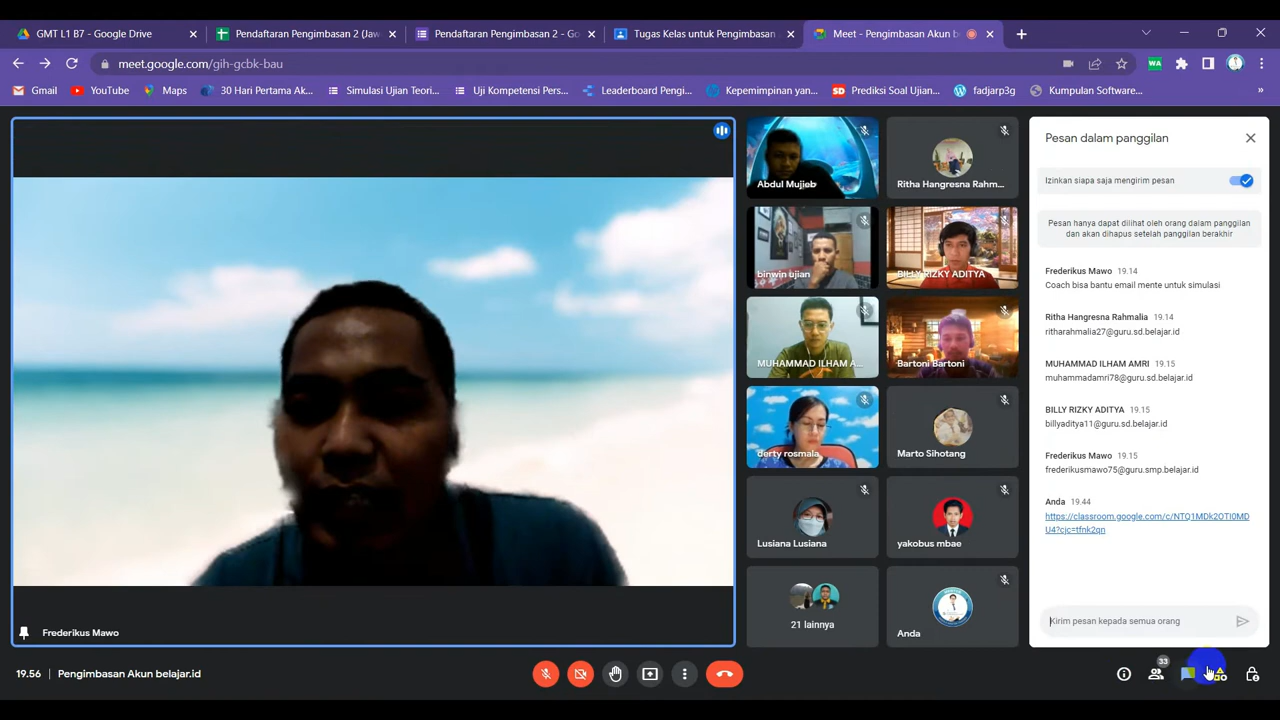 GMT L1 B7 - Google Drive
Pendaftaran Pengimbasan 2 (Jaw
Pendaftaran Pengimbasan 2 - Go
Tugas Kelas untuk Pengimbasan
Meet - Pengimbasan Akun be
meet.google.com/gih-gcbk-bau
WA
Gmail
YouTube
Maps
30 Hari Pertama Ak...
Simulasi Ujian Teori...
Uji Kompetensi Pers...
Leaderboard Pengi...
Kepemimpinan yan...
SD
Prediksi Soal Ujian...
fadjarp3g
Kumpulan Software...
Frederikus Mawo
Abdul Mujieb
Ritha Hangresna Rahm...
binwin ujian
BILLY RIZKY ADITYA
MUHAMMAD ILHAM A...
Bartoni Bartoni
derty rosmala
Marto Sihotang
Lusiana Lusiana
yakobus mbae
21 lainnya
Anda
Pesan dalam panggilan
Izinkan siapa saja mengirim pesan
Pesan hanya dapat dilihat oleh orang dalam panggilan
dan akan dihapus setelah panggilan berakhir
Frederikus Mawo 19.14
Coach bisa bantu email mente untuk simulasi
Ritha Hangresna Rahmalia 19.14
ritharahmalia27@guru.sd.belajar.id
MUHAMMAD ILHAM AMRI 19.15
muhammadamri78@guru.sd.belajar.id
BILLY RIZKY ADITYA 19.15
billyaditya11@guru.sd.belajar.id
Frederikus Mawo 19.15
frederikusmawo75@guru.smp.belajar.id
Anda 19.44
https://classroom.google.com/c/NTQ1MDk2OTI0MD
U4?cjc=tfnk2qn
Kirim pesan kepada semua orang
19.56 | Pengimbasan Akun belajar.id
33